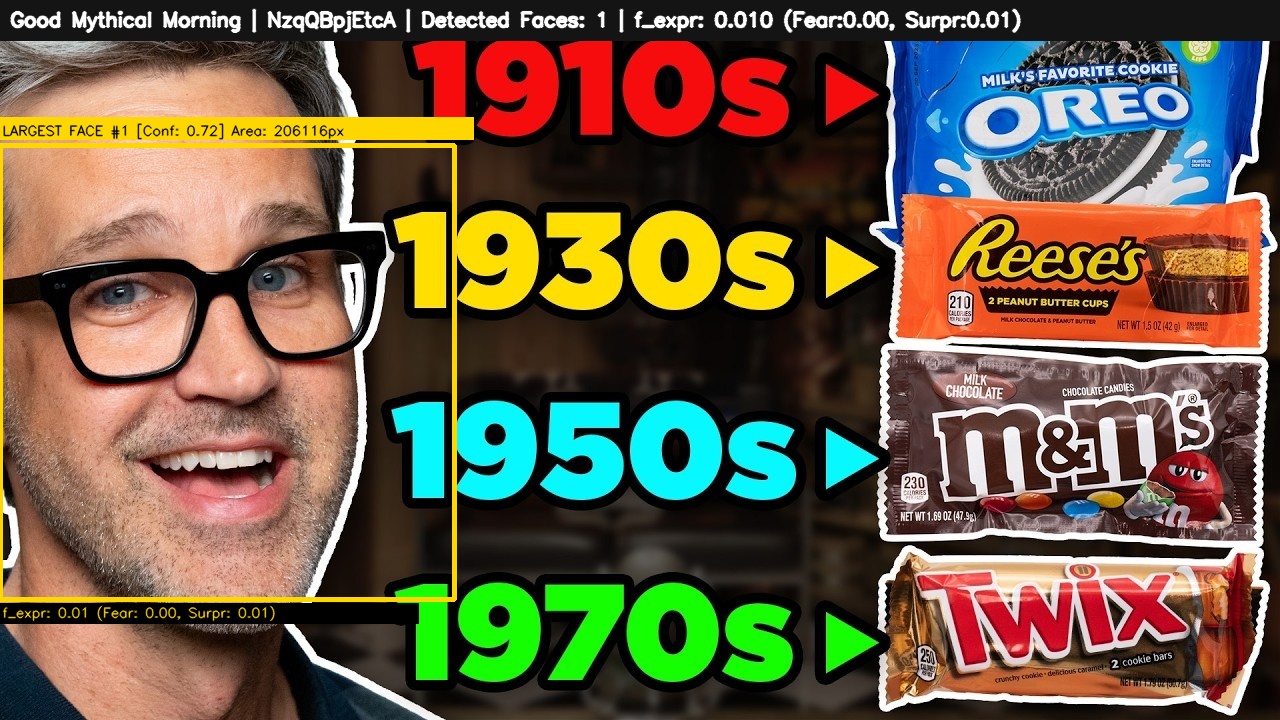 Good Mythical Morning | NzqQBpjEtcA | Detected Faces: 1 | f_expr: 0.010 (Fear:0.00, Surpr:0.01)
LARGEST FACE #1 [Conf: 0.72] Area: 206116px
1910s
MILK'S FAVORITE COOKIE
OREO
1930s
Reese's
210
CALORIES
PER PACKAGE
2 PEANUT BUTTER CUPS
MILK CHOCOLATE & PEANUT BUTTER
NET WT 1.5 OZ (42 g)
1950s
MILK
CHOCOLATE
CHOCOLATE CANDIES
m&m's®
230
CALORIES
NET WT 1.69 OZ (47.9g)
m
f_expr: 0.01 (Fear: 0.00, Surpr: 0.01)
1970s
TWix
250
crunchy cookie · delicious caramel · 2 cookie bars